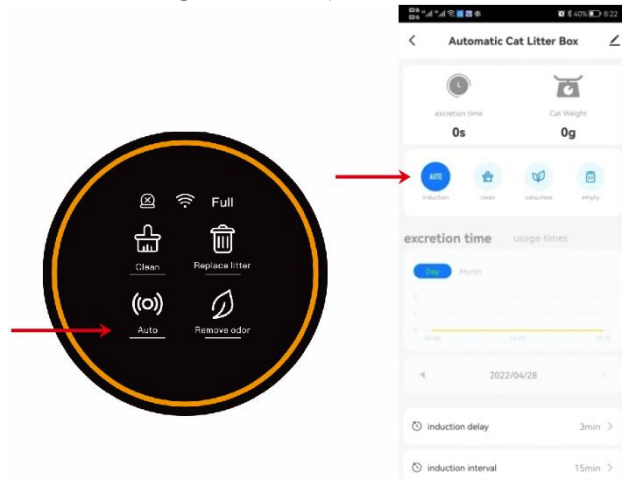 Full
Clean
Replace litter
Auto
Remove odor
40% 8:22
Automatic Cat Litter Box
excretion time
Cat Weight
0s
0g
AUTO
induction
clean
odourless
empty
excretion time
usage times
Day
Month
2022/04/28
induction delay
3min
induction interval
15min